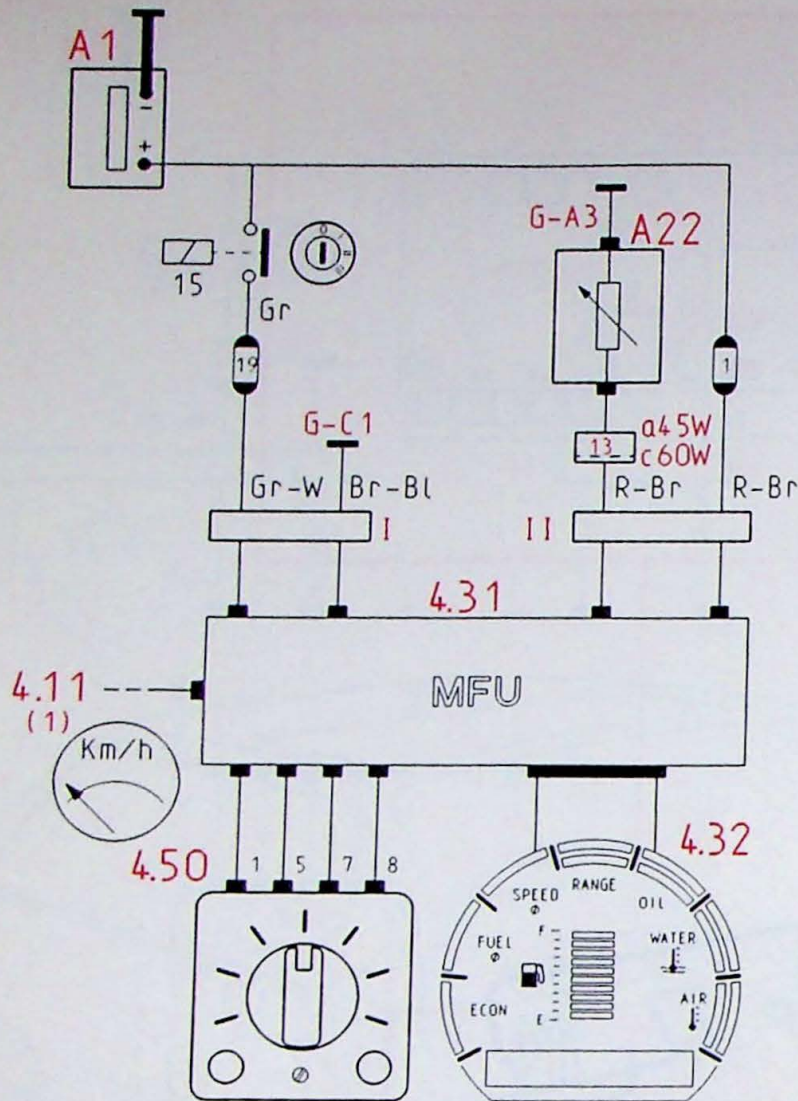 A1
−
+
G-A3
A22
15
Gr
19
1
G-C1
13
a45W
c60W
Gr-W
Br-Bl
R-Br
R-Br
I
II
4.31
MFU
4.11
(1)
Km/h
4.50
1
5
7
8
4.32
SPEED
Ø
RANGE
OIL
FUEL
Ø
F
WATER
ECON
E
AIR